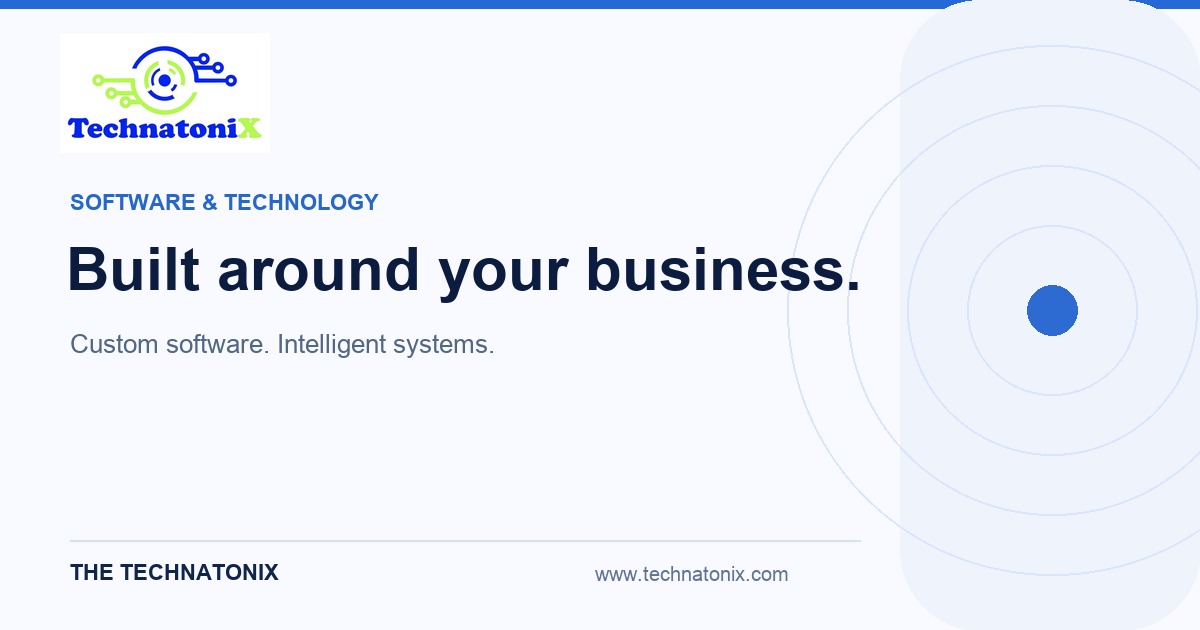 TechnatoniX
SOFTWARE & TECHNOLOGY
Built around your business.
Custom software. Intelligent systems.
THE TECHNATONIX
www.technatonix.com